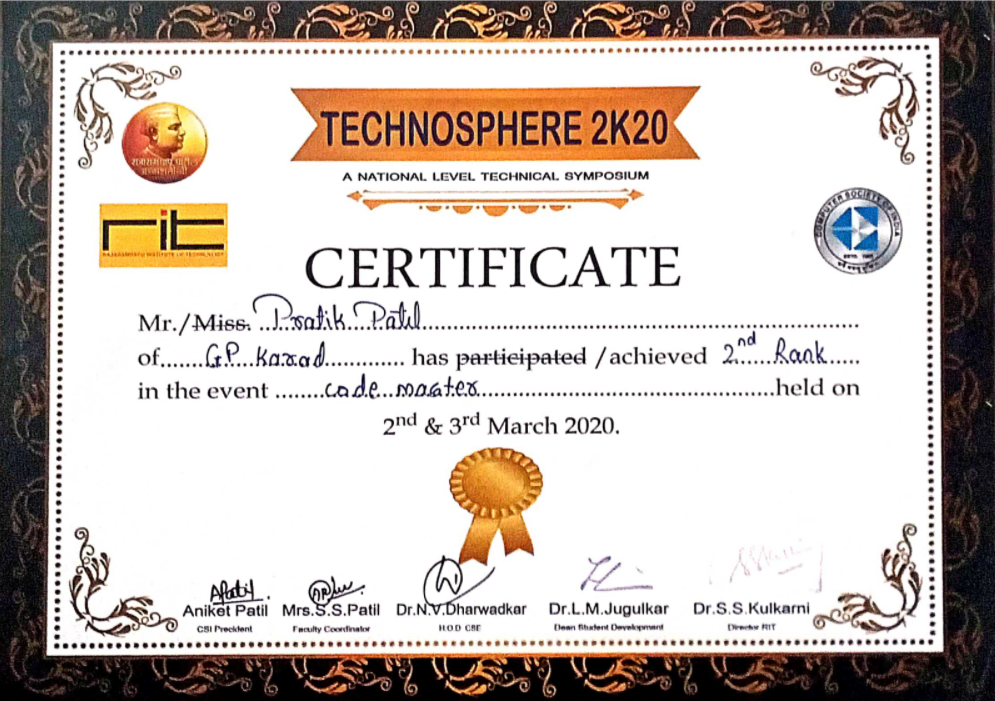 TECHNOSPHERE 2K20
A NATIONAL LEVEL TECHNICAL SYMPOSIUM
राजारामबापू पाटील
rit
RAJARAMBAPU INSTITUTE OF TECHNOLOGY
COMPUTER SOCIETY OF INDIA
ESTD. 1965
CERTIFICATE
Mr./Miss. Pratik Patil
of G.P. Karad has participated /achieved 2nd Rank
in the event code master held on
2nd & 3rd March 2020.
Aniket Patil Mrs.S.S.Patil Dr.N.V.Dharwadkar Dr.L.M.Jugulkar Dr.S.S.Kulkarni
CSI President Faculty Coordinator H.O.D CSE Dean Student Development Director RIT